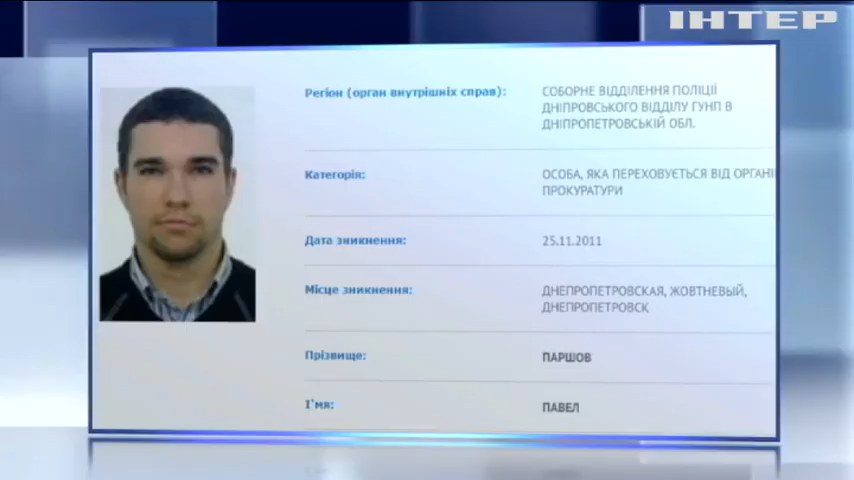 ІНТЕР
Регіон (орган внутрішніх справ):
СОБОРНЕ ВІДДІЛЕННЯ ПОЛІЦІЇ
ДНІПРОВСЬКОГО ВІДДІЛУ ГУНП В
ДНІПРОПЕТРОВСЬКІЙ ОБЛ.
Категорія:
ОСОБА, ЯКА ПЕРЕХОВУЄТЬСЯ ВІД ОРГАНІ
ПРОКУРАТУРИ
Дата зникнення:
25.11.2011
Місце зникнення:
ДНЕПРОПЕТРОВСКАЯ, ЖОВТНЕВЫЙ,
ДНЕПРОПЕТРОВСК
Прізвище:
ПАРШОВ
І'мя:
ПАВЕЛ